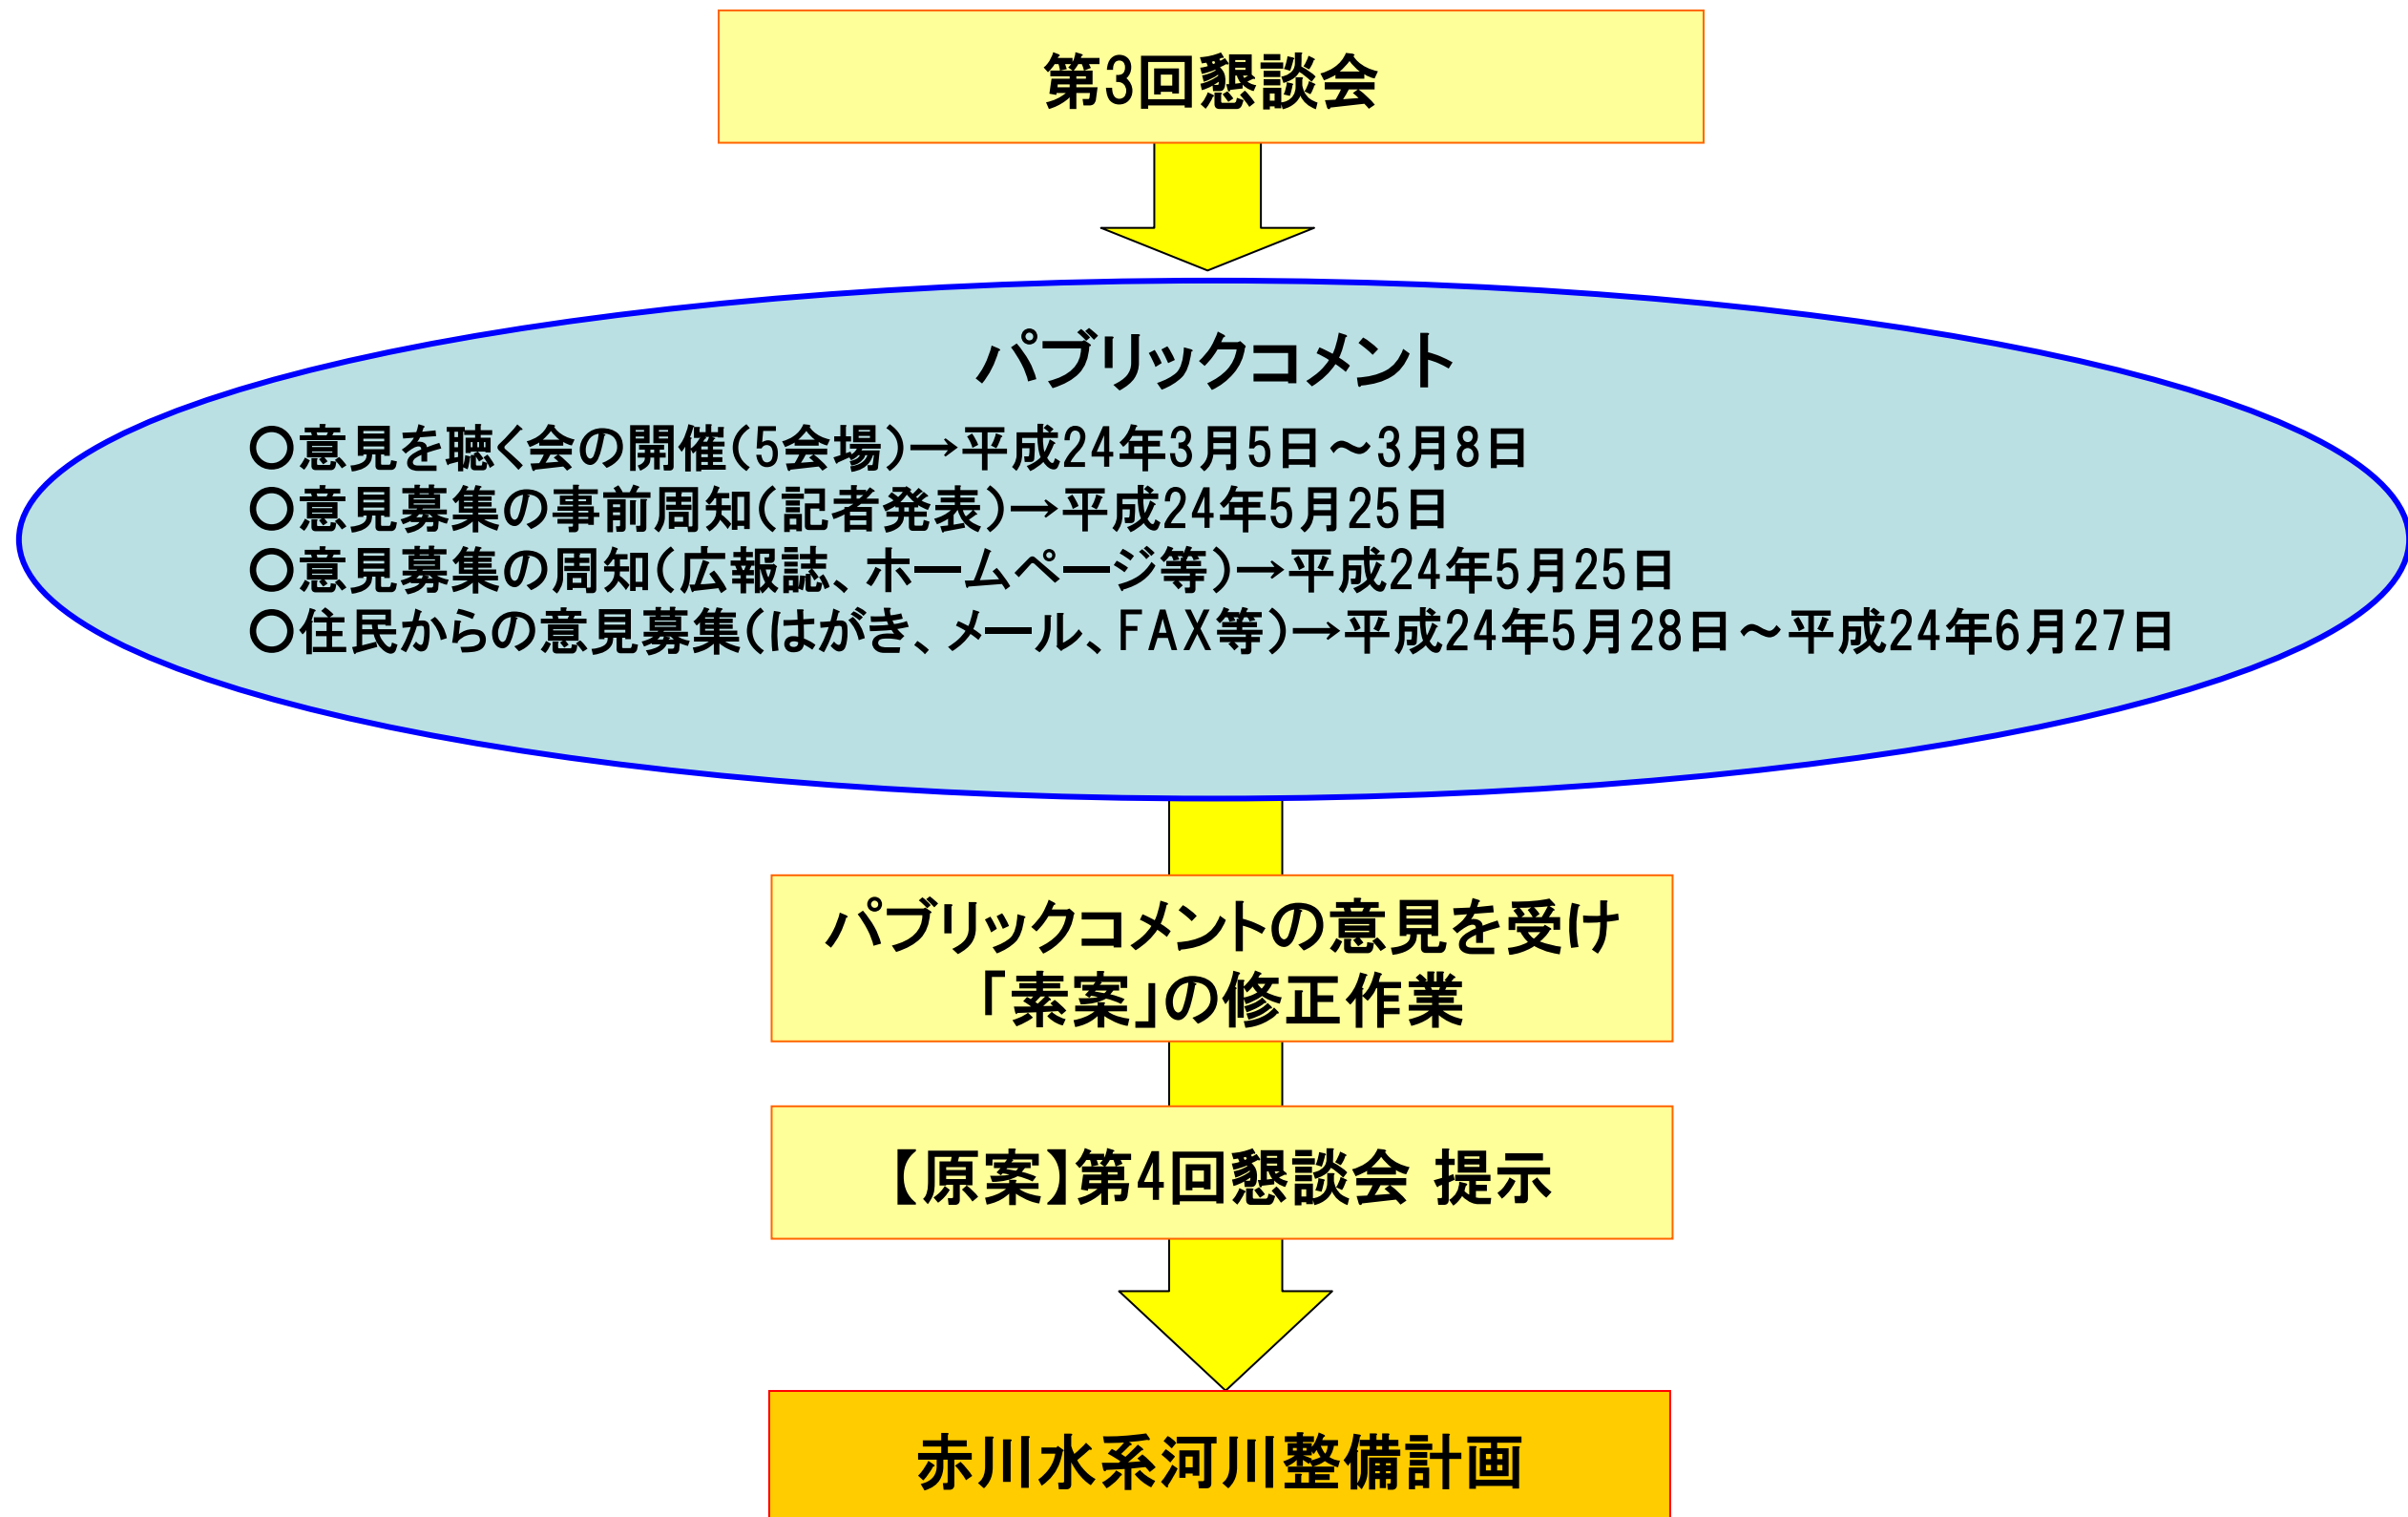 第3回懇談会
パブリックコメント
○意見を聴く会の開催(5会場)→平成24年3月5日～3月8日
○意見募集の事前周知(記者発表)→平成24年5月25日
○意見募集の周知(広報誌、ホームページ等)→平成24年5月25日
○住民からの意見募集(はがき、メール、FAX等)→平成24年5月28日～平成24年6月27日
パブリックコメントの意見を受け
「素案」の修正作業
【原案】第4回懇談会 提示
赤川水系河川整備計画